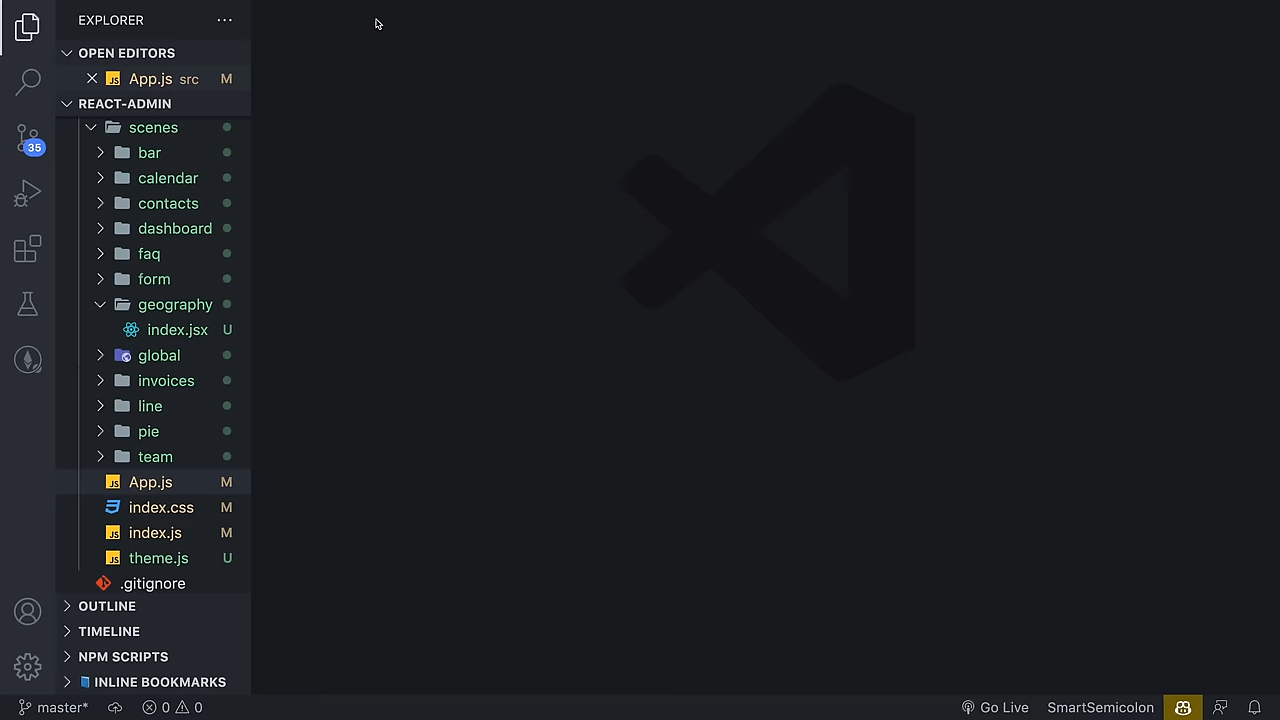 EXPLORER
OPEN EDITORS
App.js src M
REACT-ADMIN
scenes
35
bar
calendar
contacts
dashboard
faq
form
geography
index.jsx U
global
invoices
line
pie
team
App.js M
index.css M
index.js M
theme.js U
.gitignore
OUTLINE
TIMELINE
NPM SCRIPTS
INLINE BOOKMARKS
master* 0 0 Go Live SmartSemicolon